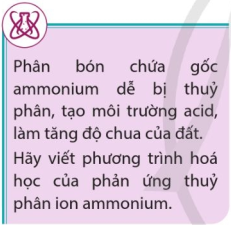 Phân bón chứa gốc
ammonium dễ bị thuỷ
phân, tạo môi trường acid,
làm tăng độ chua của đất.
Hãy viết phương trình hoá
học của phản ứng thuỷ
phân ion ammonium.